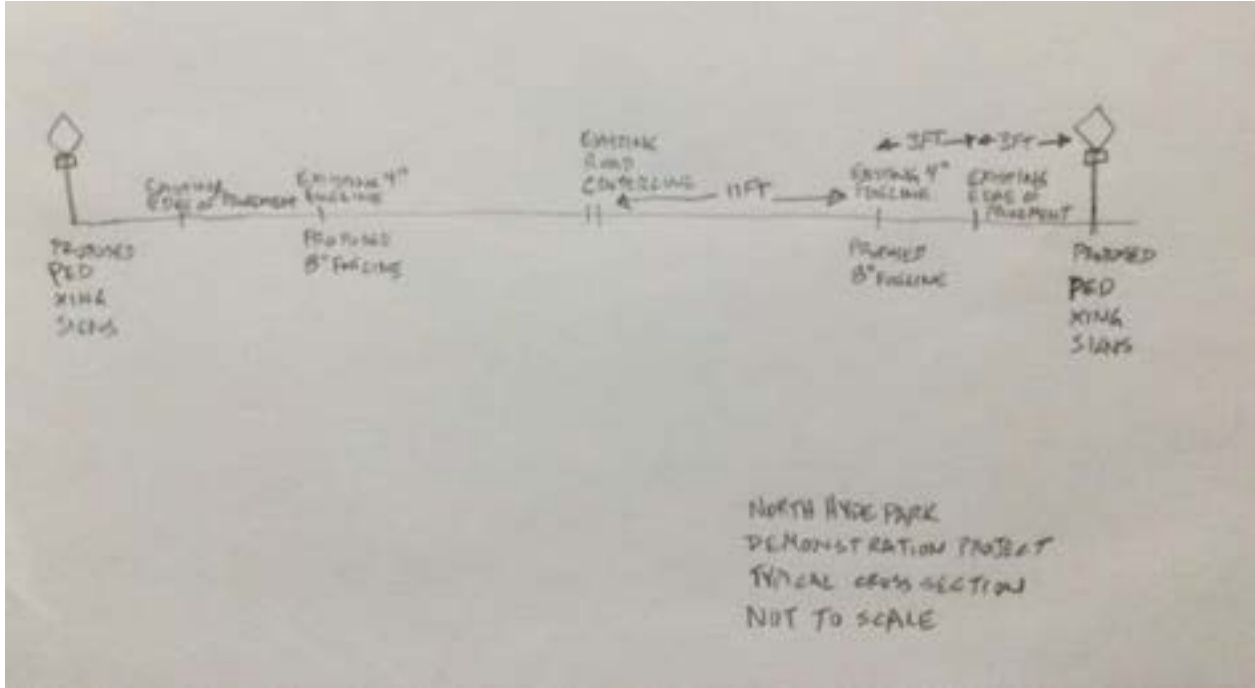 EXISTING
EDGE OF PAVEMENT
EXISTING 4"
FOGLINE
EXISTING
ROAD
CENTERLINE
11FT
3FT
3FT
EXISTING 4"
FOGLINE
EXISTING
EDGE OF
PAVEMENT
PROPOSED
PED
XING
SIGNS
PROPOSED
8" FOGLINE
PROPOSED
8" FOGLINE
PROPOSED
PED
XING
SIGNS
NORTH HYDE PARK
DEMONSTRATION PROJECT
TYPICAL CROSS SECTION
NOT TO SCALE